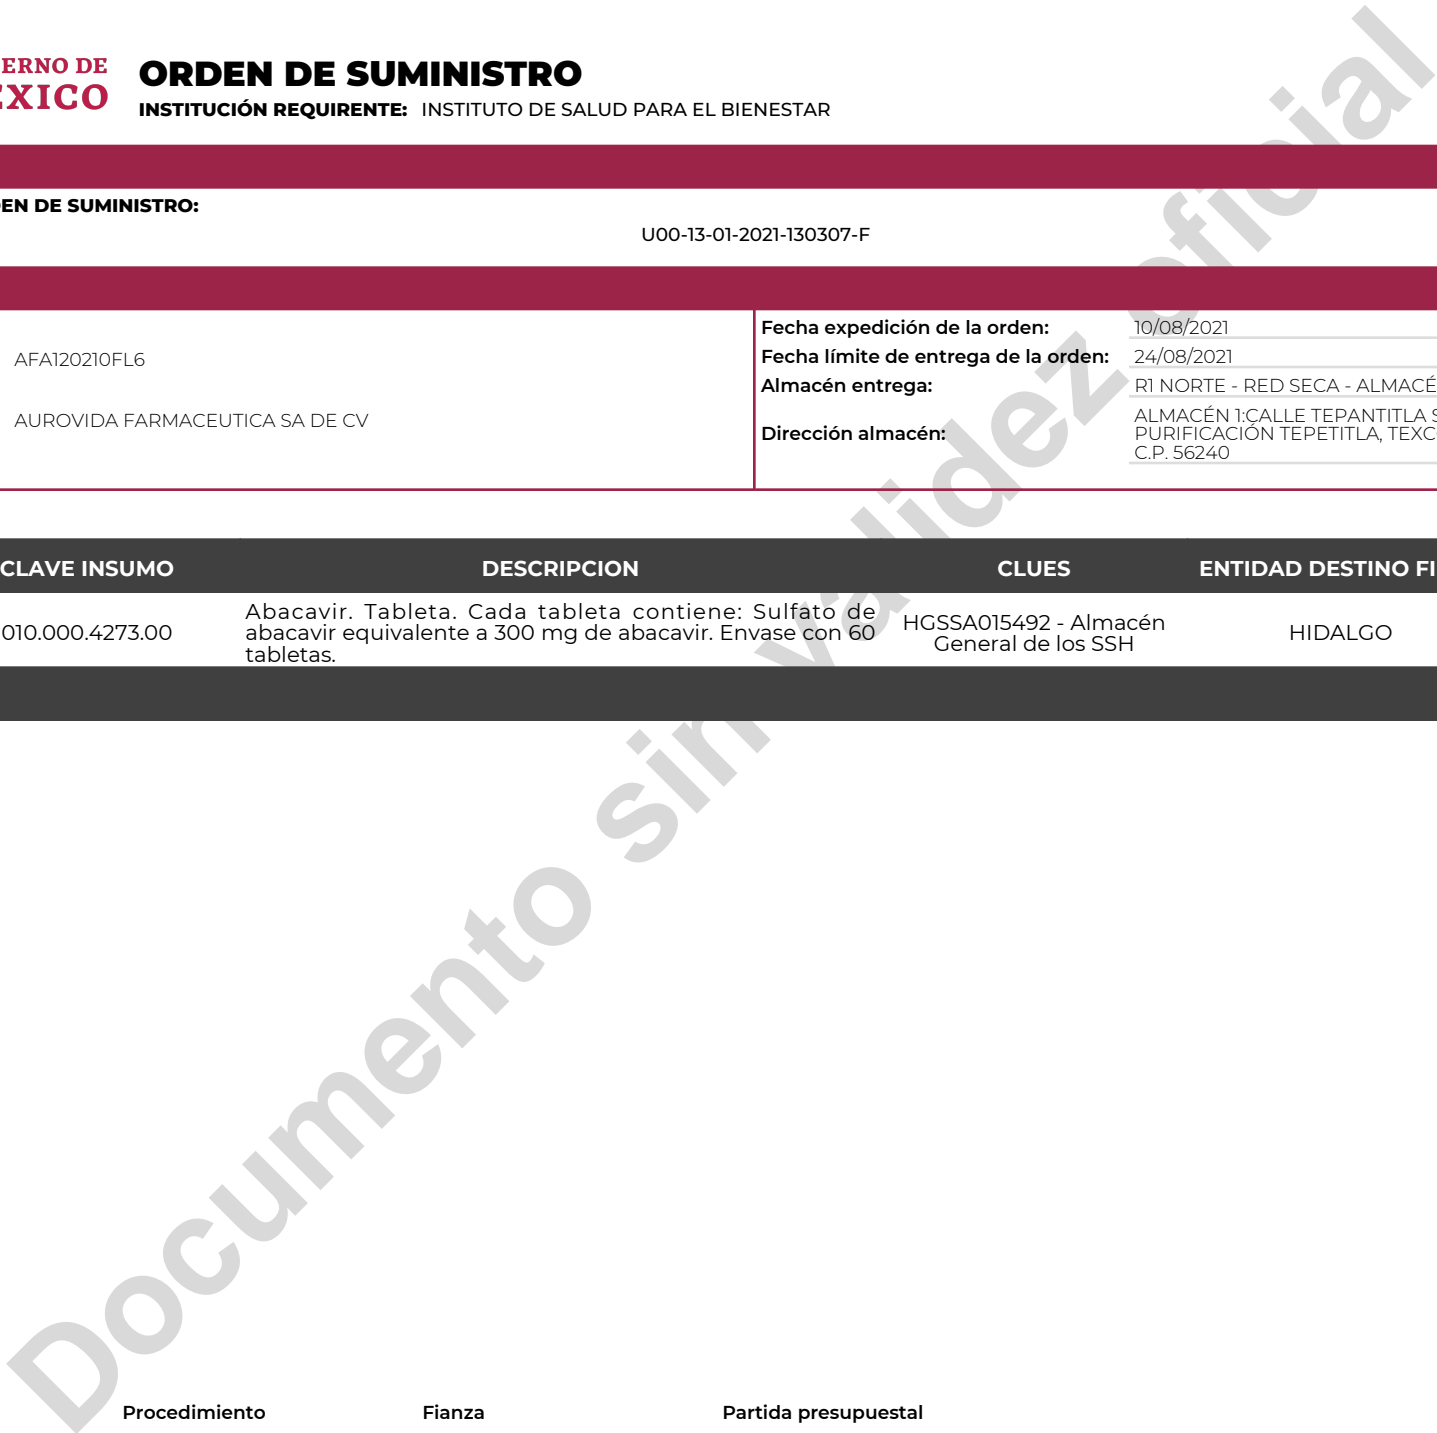 ERNO DE
ÉXICO
ORDEN DE SUMINISTRO
INSTITUCIÓN REQUIRENTE: INSTITUTO DE SALUD PARA EL BIENESTAR
EN DE SUMINISTRO:
U00-13-01-2021-130307-F
AFA120210FL6
AUROVIDA FARMACEUTICA SA DE CV
Fecha expedición de la orden: 10/08/2021
Fecha límite de entrega de la orden: 24/08/2021
Almacén entrega: R1 NORTE - RED SECA - ALMACÉ
Dirección almacén:
ALMACÉN 1:CALLE TEPANTITLA S
PURIFICACIÓN TEPETITLA, TEXC
C.P. 56240
CLAVE INSUMO DESCRIPCION CLUES ENTIDAD DESTINO FI
010.000.4273.00
Abacavir. Tableta. Cada tableta contiene: Sulfato de
abacavir equivalente a 300 mg de abacavir. Envase con 60
tabletas.
HGSSA015492 - Almacén
General de los SSH
HIDALGO
Documento sin validez oficial
Procedimiento Fianza Partida presupuestal